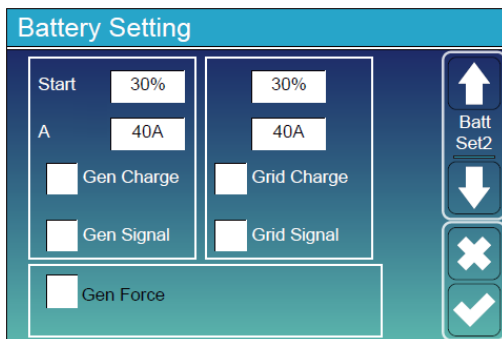 Battery Setting
Start 30% 30%
A 40A 40A
Gen Charge Grid Charge
Gen Signal Grid Signal
Gen Force
Batt
Set2